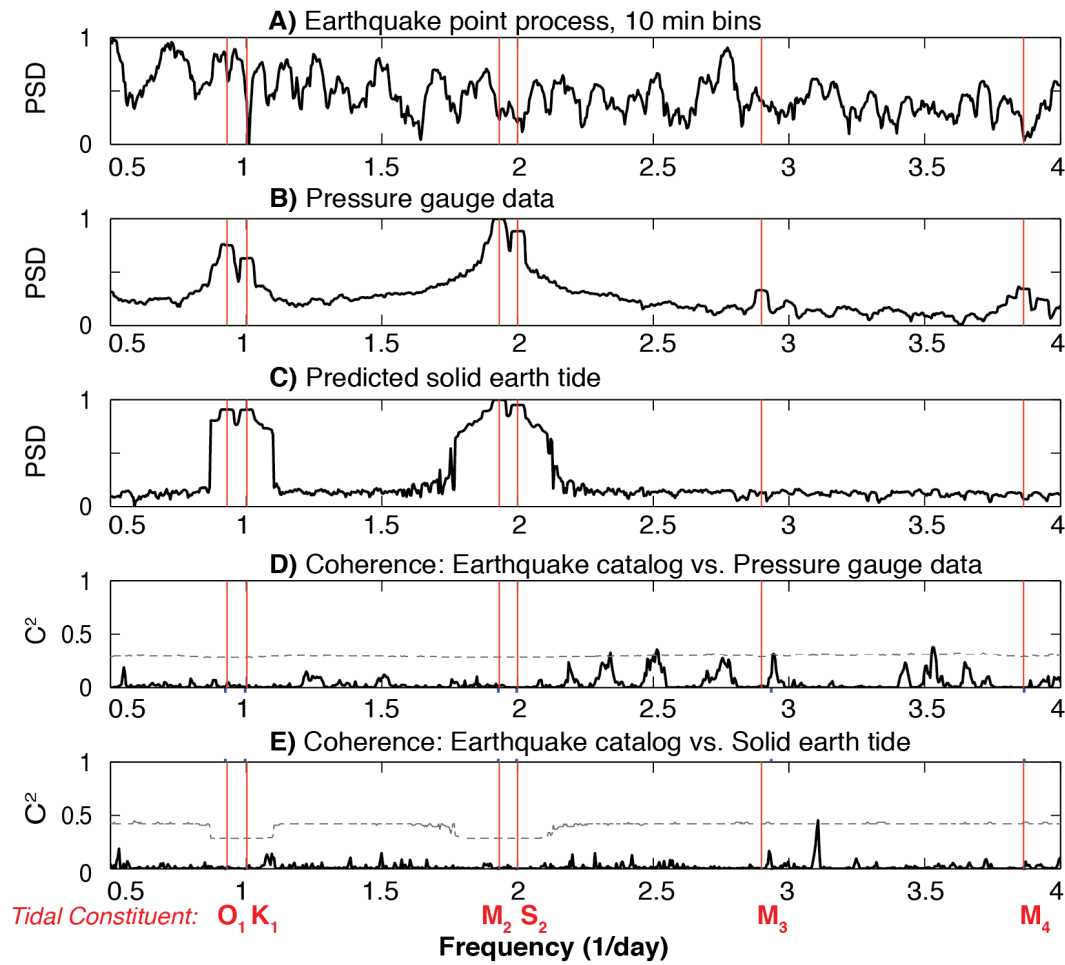 A) Earthquake point process, 10 min bins
1
PSD
0
0.5 1 1.5 2 2.5 3 3.5 4
B) Pressure gauge data
1
PSD
0
0.5 1 1.5 2 2.5 3 3.5 4
C) Predicted solid earth tide
1
PSD
0
0.5 1 1.5 2 2.5 3 3.5 4
D) Coherence: Earthquake catalog vs. Pressure gauge data
1
C²
0.5
0
0.5 1 1.5 2 2.5 3 3.5 4
E) Coherence: Earthquake catalog vs. Solid earth tide
1
C²
0.5
0
0.5 1 1.5 2 2.5 3 3.5 4
Tidal Constituent: O₁ K₁ M₂ S₂ M₃ M₄
Frequency (1/day)